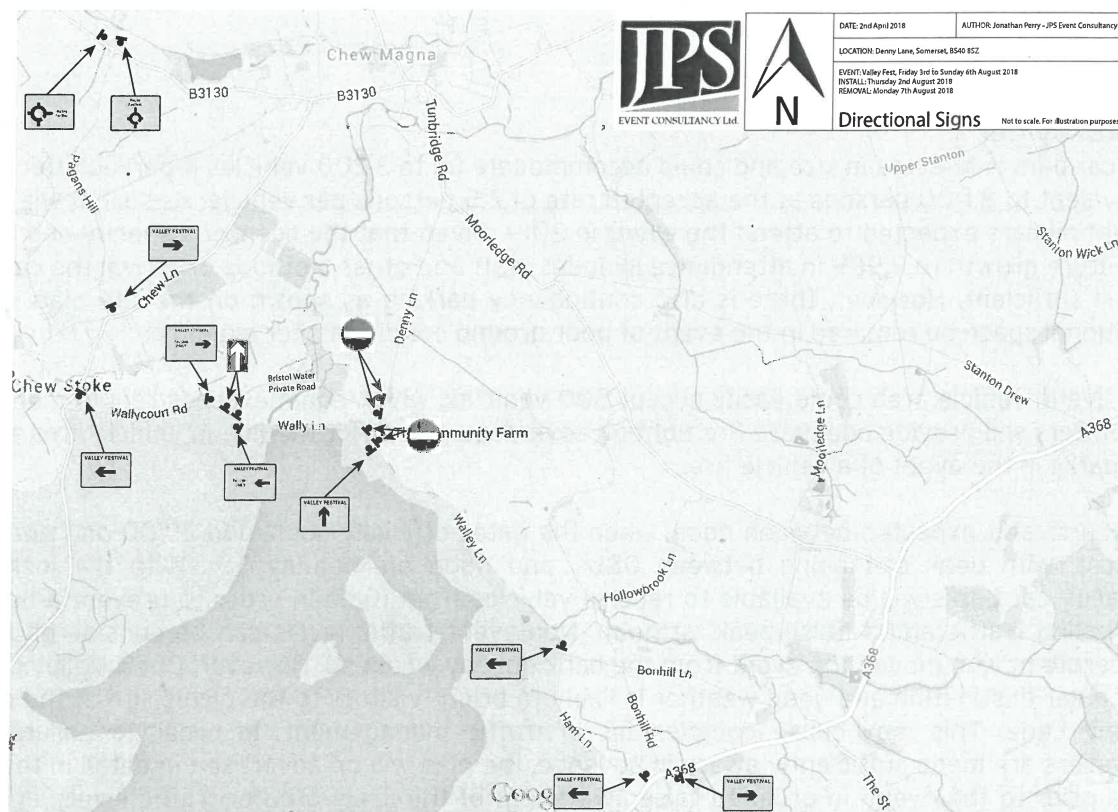 JPS
EVENT CONSULTANCY Ltd.
N
DATE: 2nd April 2018
AUTHOR: Jonathan Perry - JPS Event Consultancy
LOCATION: Denny Lane, Somerset, BS40 8SZ
EVENT: Valley Fest, Friday 3rd to Sunday 6th August 2018
INSTALL: Thursday 2nd August 2018
REMOVAL: Monday 7th August 2018
Directional Signs
Not to scale. For illustration purposes
Chew Magna
B3130
B3130
Tunbridge Rd
Pagans Hill
Upper Stanton
Stanton Wick Ln
Moorledge Rd
VALLEY FESTIVAL
Chew Ln
Denny Ln
VALLEY FESTIVAL
Chew Stoke
Bristol Water
Private Road
Stanton Drew
Wallycourt Rd
Wally Ln
Community Farm
Moorledge Ln
A368
VALLEY FESTIVAL
VALLEY FESTIVAL
VALLEY FESTIVAL
Walley Ln
Hollowbrook Ln
VALLEY FESTIVAL
Bonhill Ln
A368
Ham Ln
Bonhill Rd
A368
Goog
VALLEY FESTIVAL
VALLEY FESTIVAL
The St